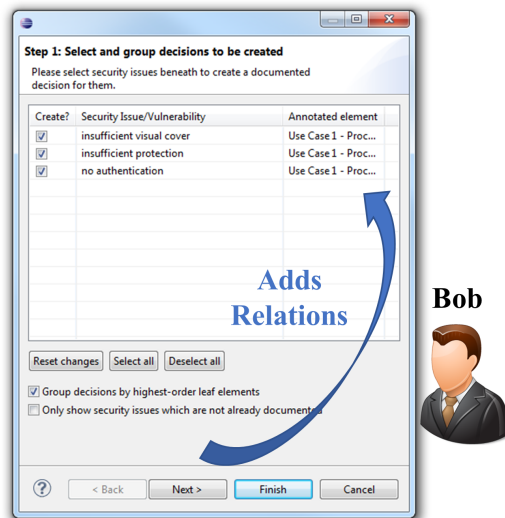 Step 1: Select and group decisions to be created
Please select security issues beneath to create a documented
decision for them.
Create? Security Issue/Vulnerability Annotated element
insufficient visual cover Use Case 1 - Proc...
insufficient protection Use Case 1 - Proc...
no authentication Use Case 1 - Proc...
Adds
Relations
Bob
Reset changes Select all Deselect all
Group decisions by highest-order leaf elements
Only show security issues which are not already documented
? < Back Next > Finish Cancel